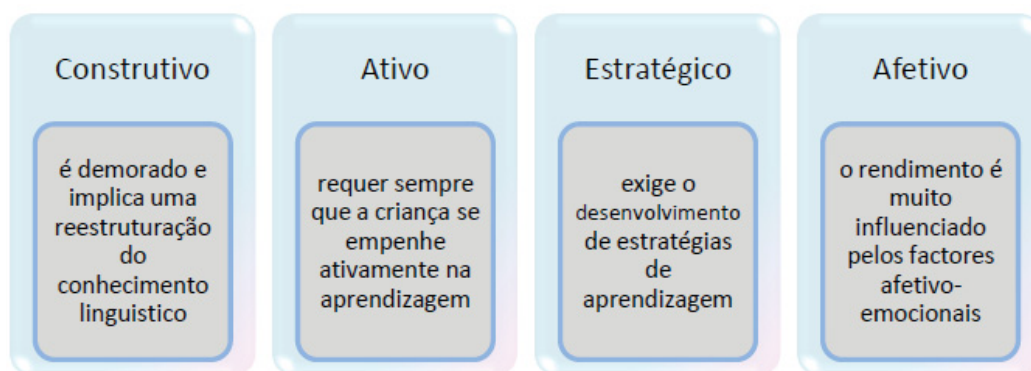 Construtivo
é demorado e
implica uma
reestruturação
do
conhecimento
linguistico
Ativo
requer sempre
que a criança se
empenhe
ativamente na
aprendizagem
Estratégico
exige o
desenvolvimento
de estratégias
de
aprendizagem
Afetivo
o rendimento é
muito
influenciado
pelos factores
afetivo-
emocionais